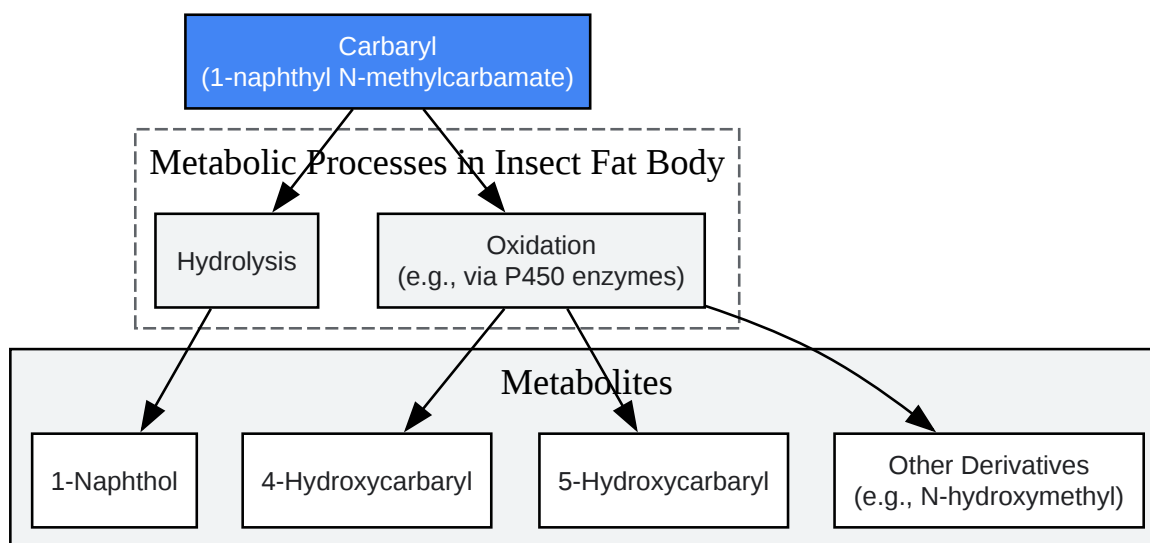 Carbaryl
(1-naphthyl N-methylcarbamate)
Metabolic Processes in Insect Fat Body
Hydrolysis
Oxidation
(e.g., via P450 enzymes)
Metabolites
1-Naphthol
4-Hydroxycarbaryl
5-Hydroxycarbaryl
Other Derivatives
(e.g., N-hydroxymethyl)